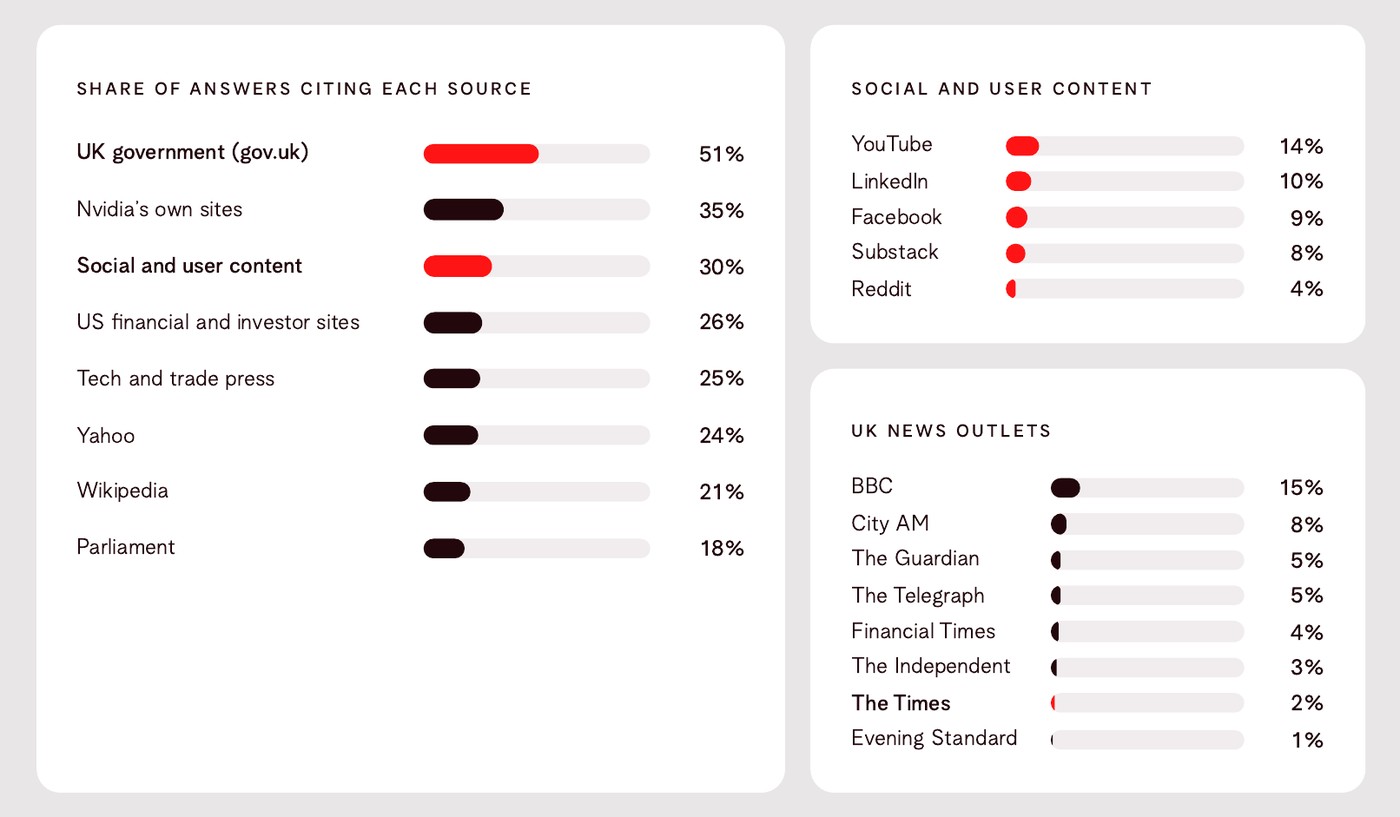 SHARE OF ANSWERS CITING EACH SOURCE
UK government (gov.uk) 51%
Nvidia's own sites 35%
Social and user content 30%
US financial and investor sites 26%
Tech and trade press 25%
Yahoo 24%
Wikipedia 21%
Parliament 18%
SOCIAL AND USER CONTENT
YouTube 14%
LinkedIn 10%
Facebook 9%
Substack 8%
Reddit 4%
UK NEWS OUTLETS
BBC 15%
City AM 8%
The Guardian 5%
The Telegraph 5%
Financial Times 4%
The Independent 3%
The Times 2%
Evening Standard 1%